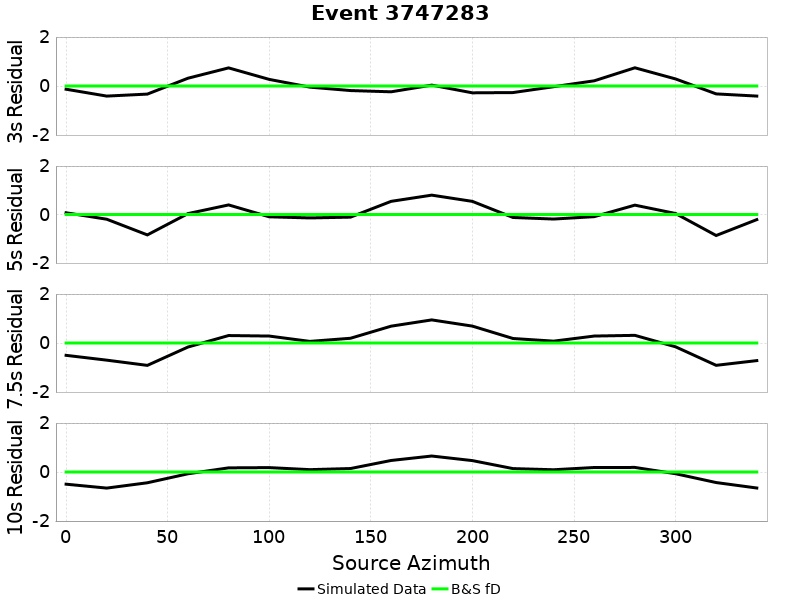 Event 3747283
3s Residual
2
0
-2
5s Residual
2
0
-2
7.5s Residual
2
0
-2
10s Residual
2
0
-2
0 50 100 150 200 250 300
Source Azimuth
Simulated Data B&S fD